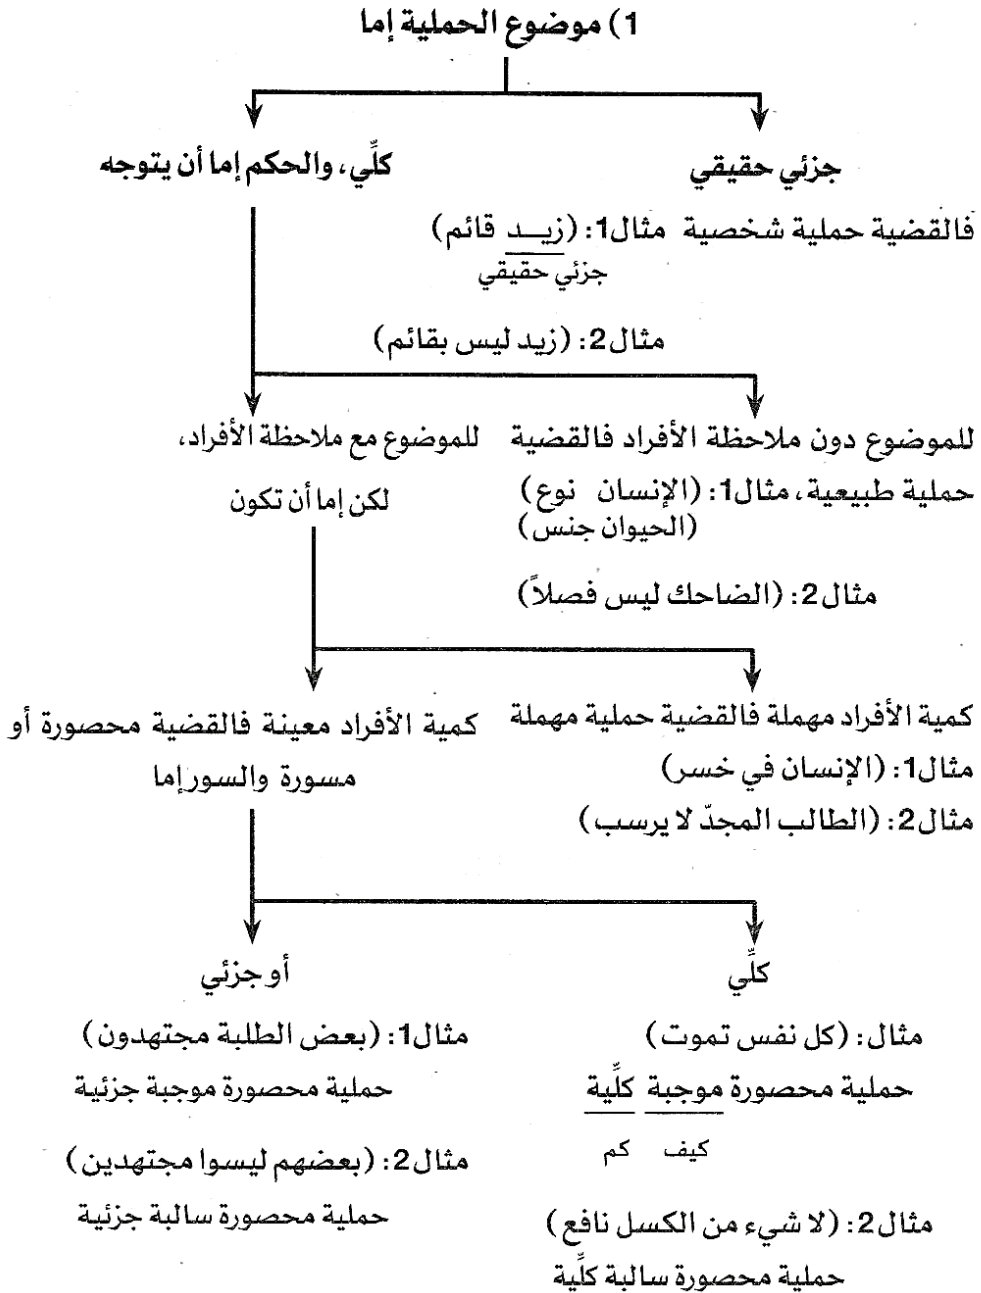 1) موضوع الحملية إما
جزئي حقيقي
كلِّي، والحكم إما أن يتوجه
فالقضية حملية شخصية مثال1: (زيـد قائم)
جزئي حقيقي
مثال2: (زيد ليس بقائم)
للموضوع دون ملاحظة الأفراد فالقضية
حملية طبيعية، مثال1: (الإنسان نوع)
(الحيوان جنس)
مثال2: (الضاحك ليس فصلاً)
للموضوع مع ملاحظة الأفراد،
لكن إما أن تكون
كمية الأفراد مهملة فالقضية حملية مهملة
مثال1: (الإنسان في خسر)
مثال2: (الطالب المجدّ لا يرسب)
كمية الأفراد معينة فالقضية محصورة أو
مسورة والسور إما
كلِّي
مثال: (كل نفس تموت)
حملية محصورة موجبة كلِّية
كيف كم
مثال2: (لا شيء من الكسل نافع)
حملية محصورة سالبة كلِّية
أو جزئي
مثال1: (بعض الطلبة مجتهدون)
حملية محصورة موجبة جزئية
مثال2: (بعضهم ليسوا مجتهدين)
حملية محصورة سالبة جزئية